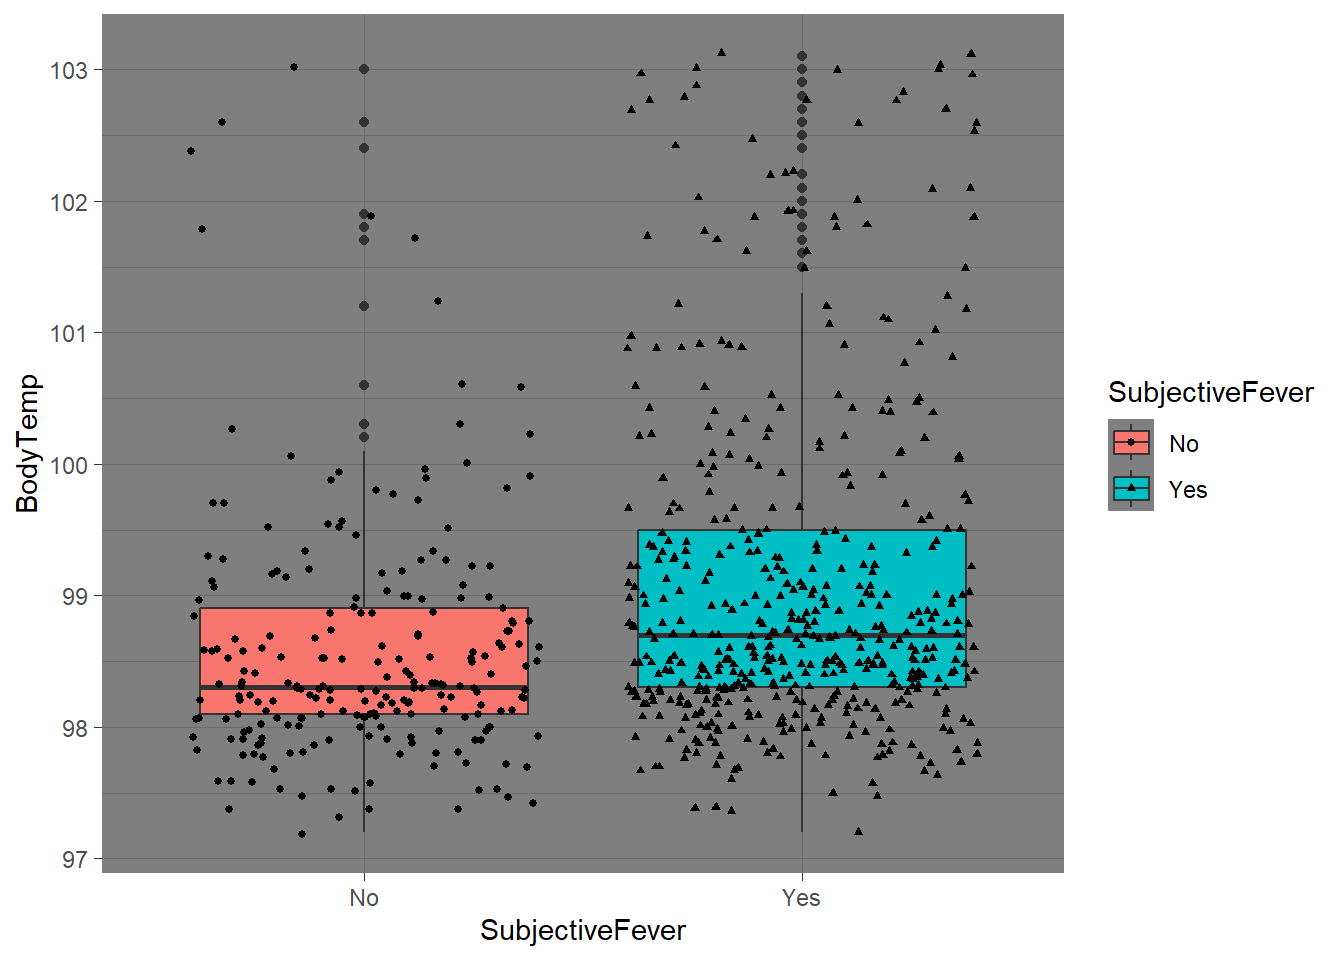 103
102
101
100
99
98
97
BodyTemp
No
Yes
SubjectiveFever
SubjectiveFever
No
Yes